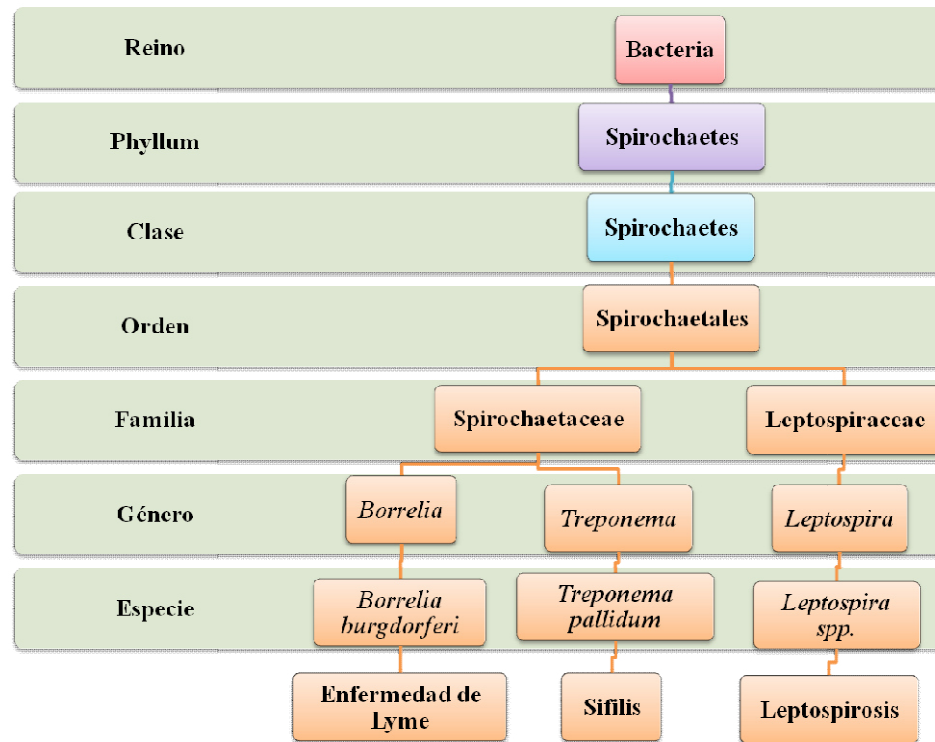 Reino
Bacteria
Phyllum
Spirochaetes
Clase
Spirochaetes
Orden
Spirochaetales
Familia
Spirochaetaceae
Leptospiraceae
Género
Borrelia
Treponema
Leptospira
Especie
Borrelia
burgdorferi
Treponema
pallidum
Leptospira
spp.
Enfermedad de
Lyme
Sifilis
Leptospirosis